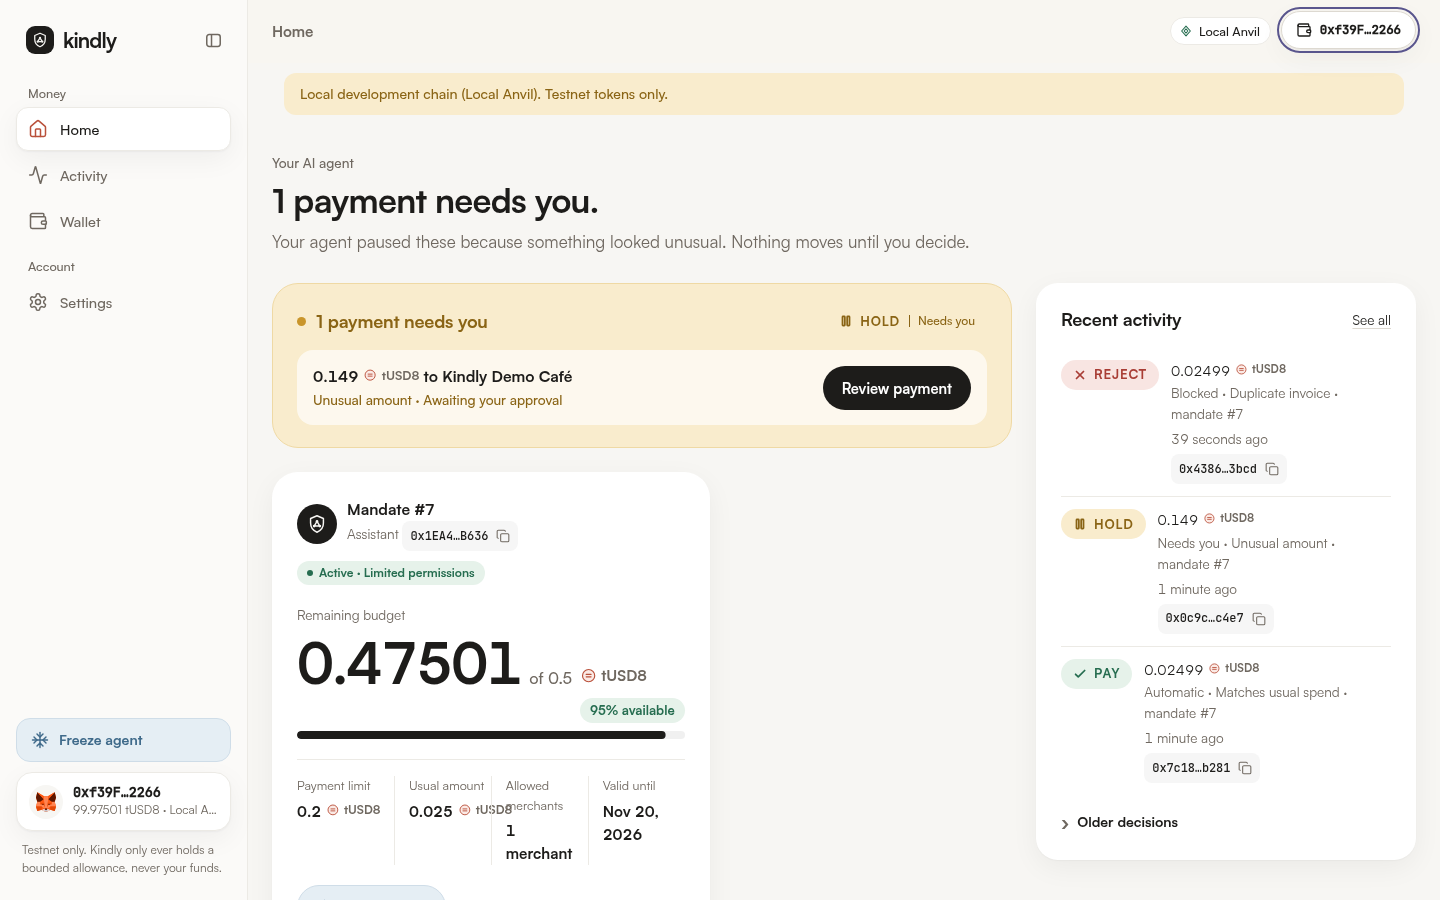 kindly
Money
Home
Activity
Wallet
Account
Settings
Freeze agent
0xf39F…2266
99.97501 tUSD8 · Local A…
Testnet only. Kindly only ever holds a
bounded allowance, never your funds.
Home
Local Anvil
0xf39F…2266
Local development chain (Local Anvil). Testnet tokens only.
Your AI agent
1 payment needs you.
Your agent paused these because something looked unusual. Nothing moves until you decide.
1 payment needs you
HOLD | Needs you
0.149 tUSD8 to Kindly Demo Café
Unusual amount · Awaiting your approval
Review payment
Mandate #7
Assistant 0x1EA4…B636
Active · Limited permissions
Remaining budget
0.47501 of 0.5 tUSD8
95% available
Payment limit
0.2 tUSD8
Usual amount
0.025 tUSD8
Allowed
merchants
1
merchant
Valid until
Nov 20,
2026
Recent activity
See all
REJECT
0.02499 tUSD8
Blocked · Duplicate invoice ·
mandate #7
39 seconds ago
0x4386…3bcd
HOLD
0.149 tUSD8
Needs you · Unusual amount ·
mandate #7
1 minute ago
0x0c9c…c4e7
PAY
0.02499 tUSD8
Automatic · Matches usual spend ·
mandate #7
1 minute ago
0x7c18…b281
Older decisions